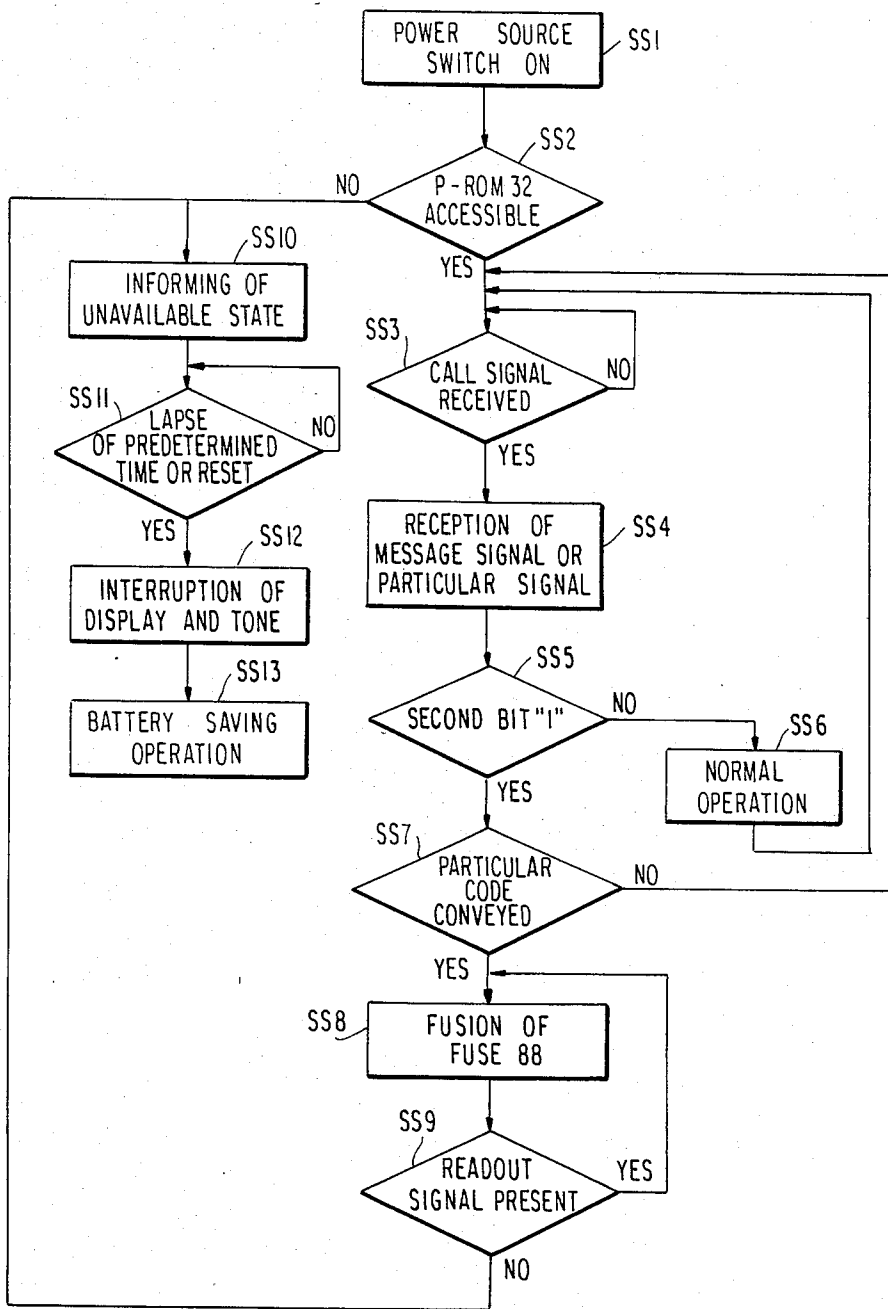 POWER SOURCE
SWITCH ON
SS1
SS2
P-ROM 32
ACCESSIBLE
NO
YES
SS10
INFORMING OF
UNAVAILABLE STATE
SS3
CALL SIGNAL
RECEIVED
NO
YES
SS11
LAPSE
OF PREDETERMINED
TIME OR RESET
NO
YES
SS4
RECEPTION OF
MESSAGE SIGNAL OR
PARTICULAR SIGNAL
SS12
INTERRUPTION OF
DISPLAY AND TONE
SS5
SECOND BIT "1"
NO
YES
SS13
BATTERY SAVING
OPERATION
SS6
NORMAL
OPERATION
SS7
PARTICULAR
CODE
CONVEYED
NO
YES
SS8
FUSION OF
FUSE 88
SS9
READOUT
SIGNAL PRESENT
YES
NO